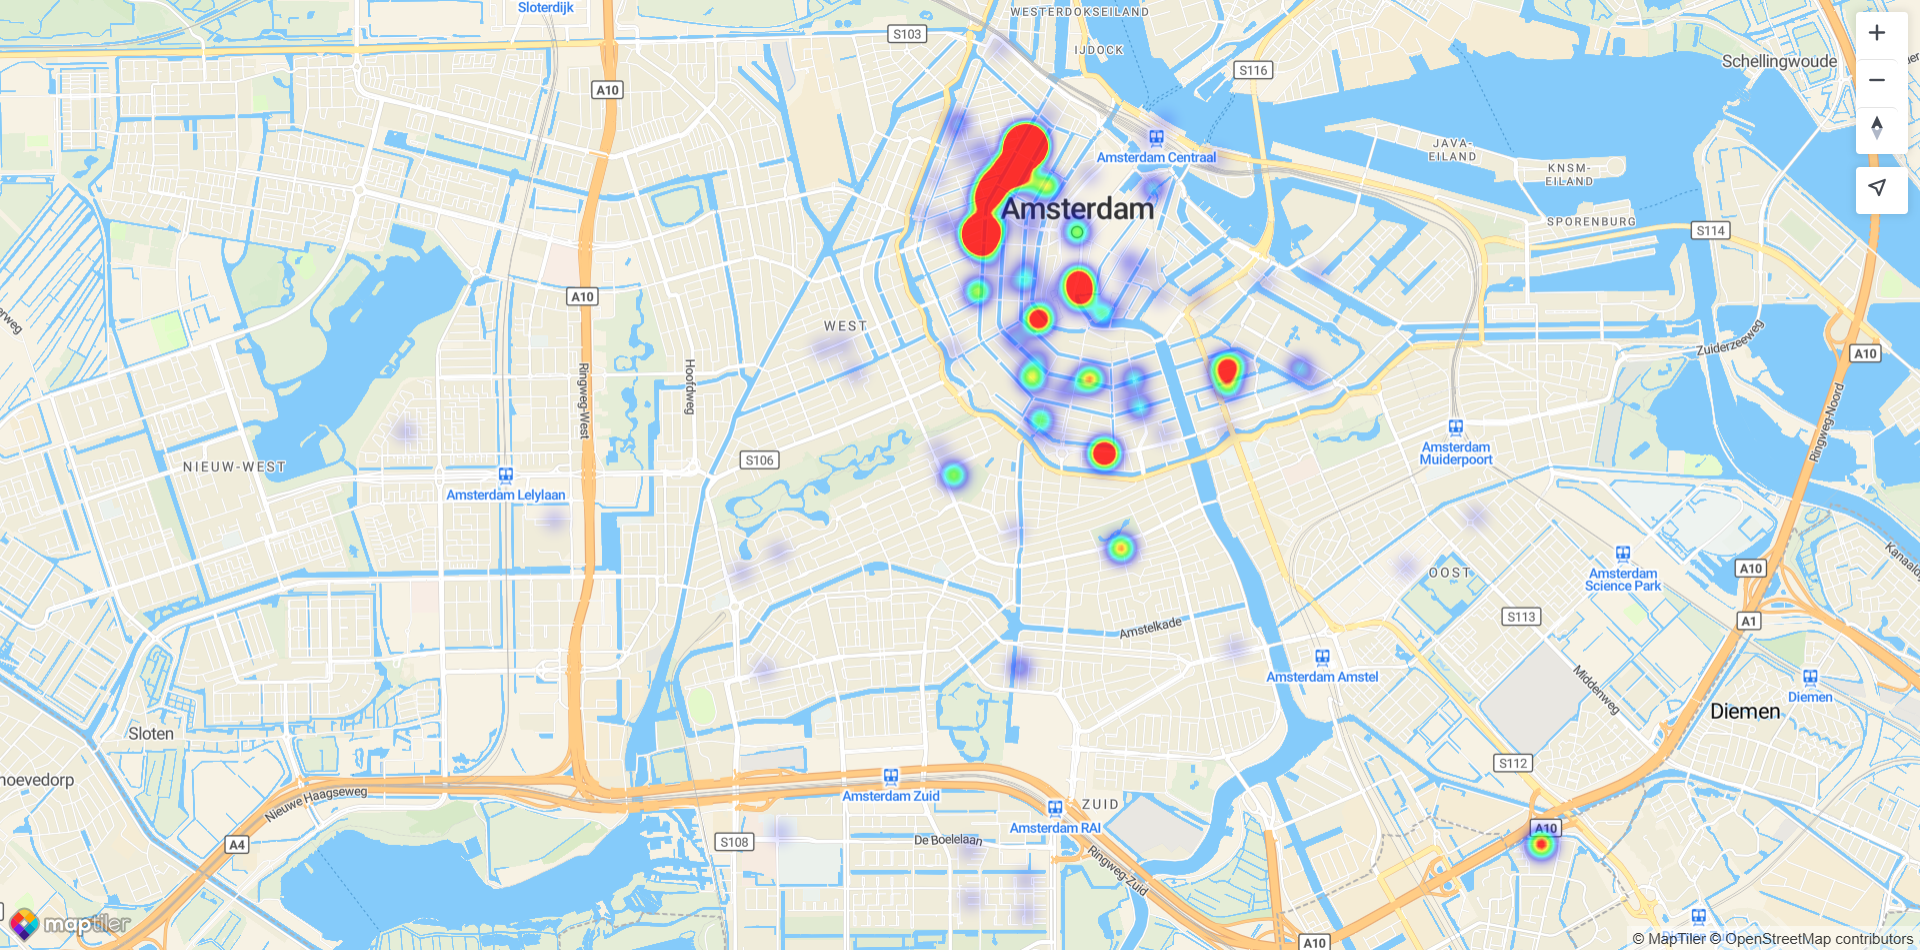 Sloterdijk
WESTERDOKSEILAND
S103
IJDOCK
S116
Schellingwoude
A10
Amsterdam Centraal
JAVA-
EILAND
KNSM-
EILAND
Amsterdam
SPORENBURG
S114
A10
WEST
Zuiderzeeweg
A10
Hoofdweg
Ringweg-West
Ringweg-Noord
S106
NIEUW-WEST
Amsterdam Lelylaan
Amsterdam
Muiderpoort
OOST
Amsterdam
Science Park
A10
S113
A1
Amstelkade
Amsterdam Amstel
Middenweg
Diemen
Diemen
Sloten
hoevedorp
S112
Nieuwe Haagseweg
Amsterdam Zuid
ZUID
Amsterdam RAI
A10
A4
S108
De Boelelaan
Ringweg-Zuid
A10
maptiler
© MapTiler © OpenStreetMap contributors